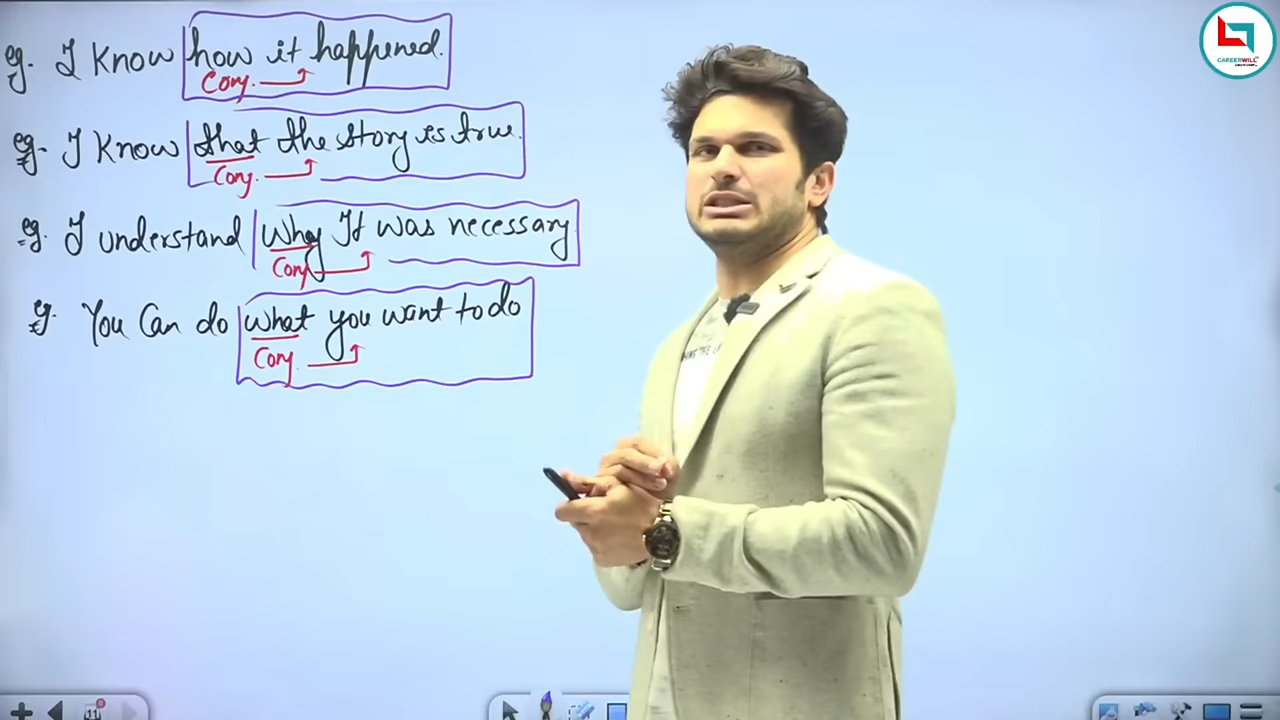 eg. I know how it happened.
Conj.
eg. I know that the story is true.
Conj.
eg. I understand why It was necessary
Conj
eg. You Can do what you want to do
Conj.
CAREERWILL
11